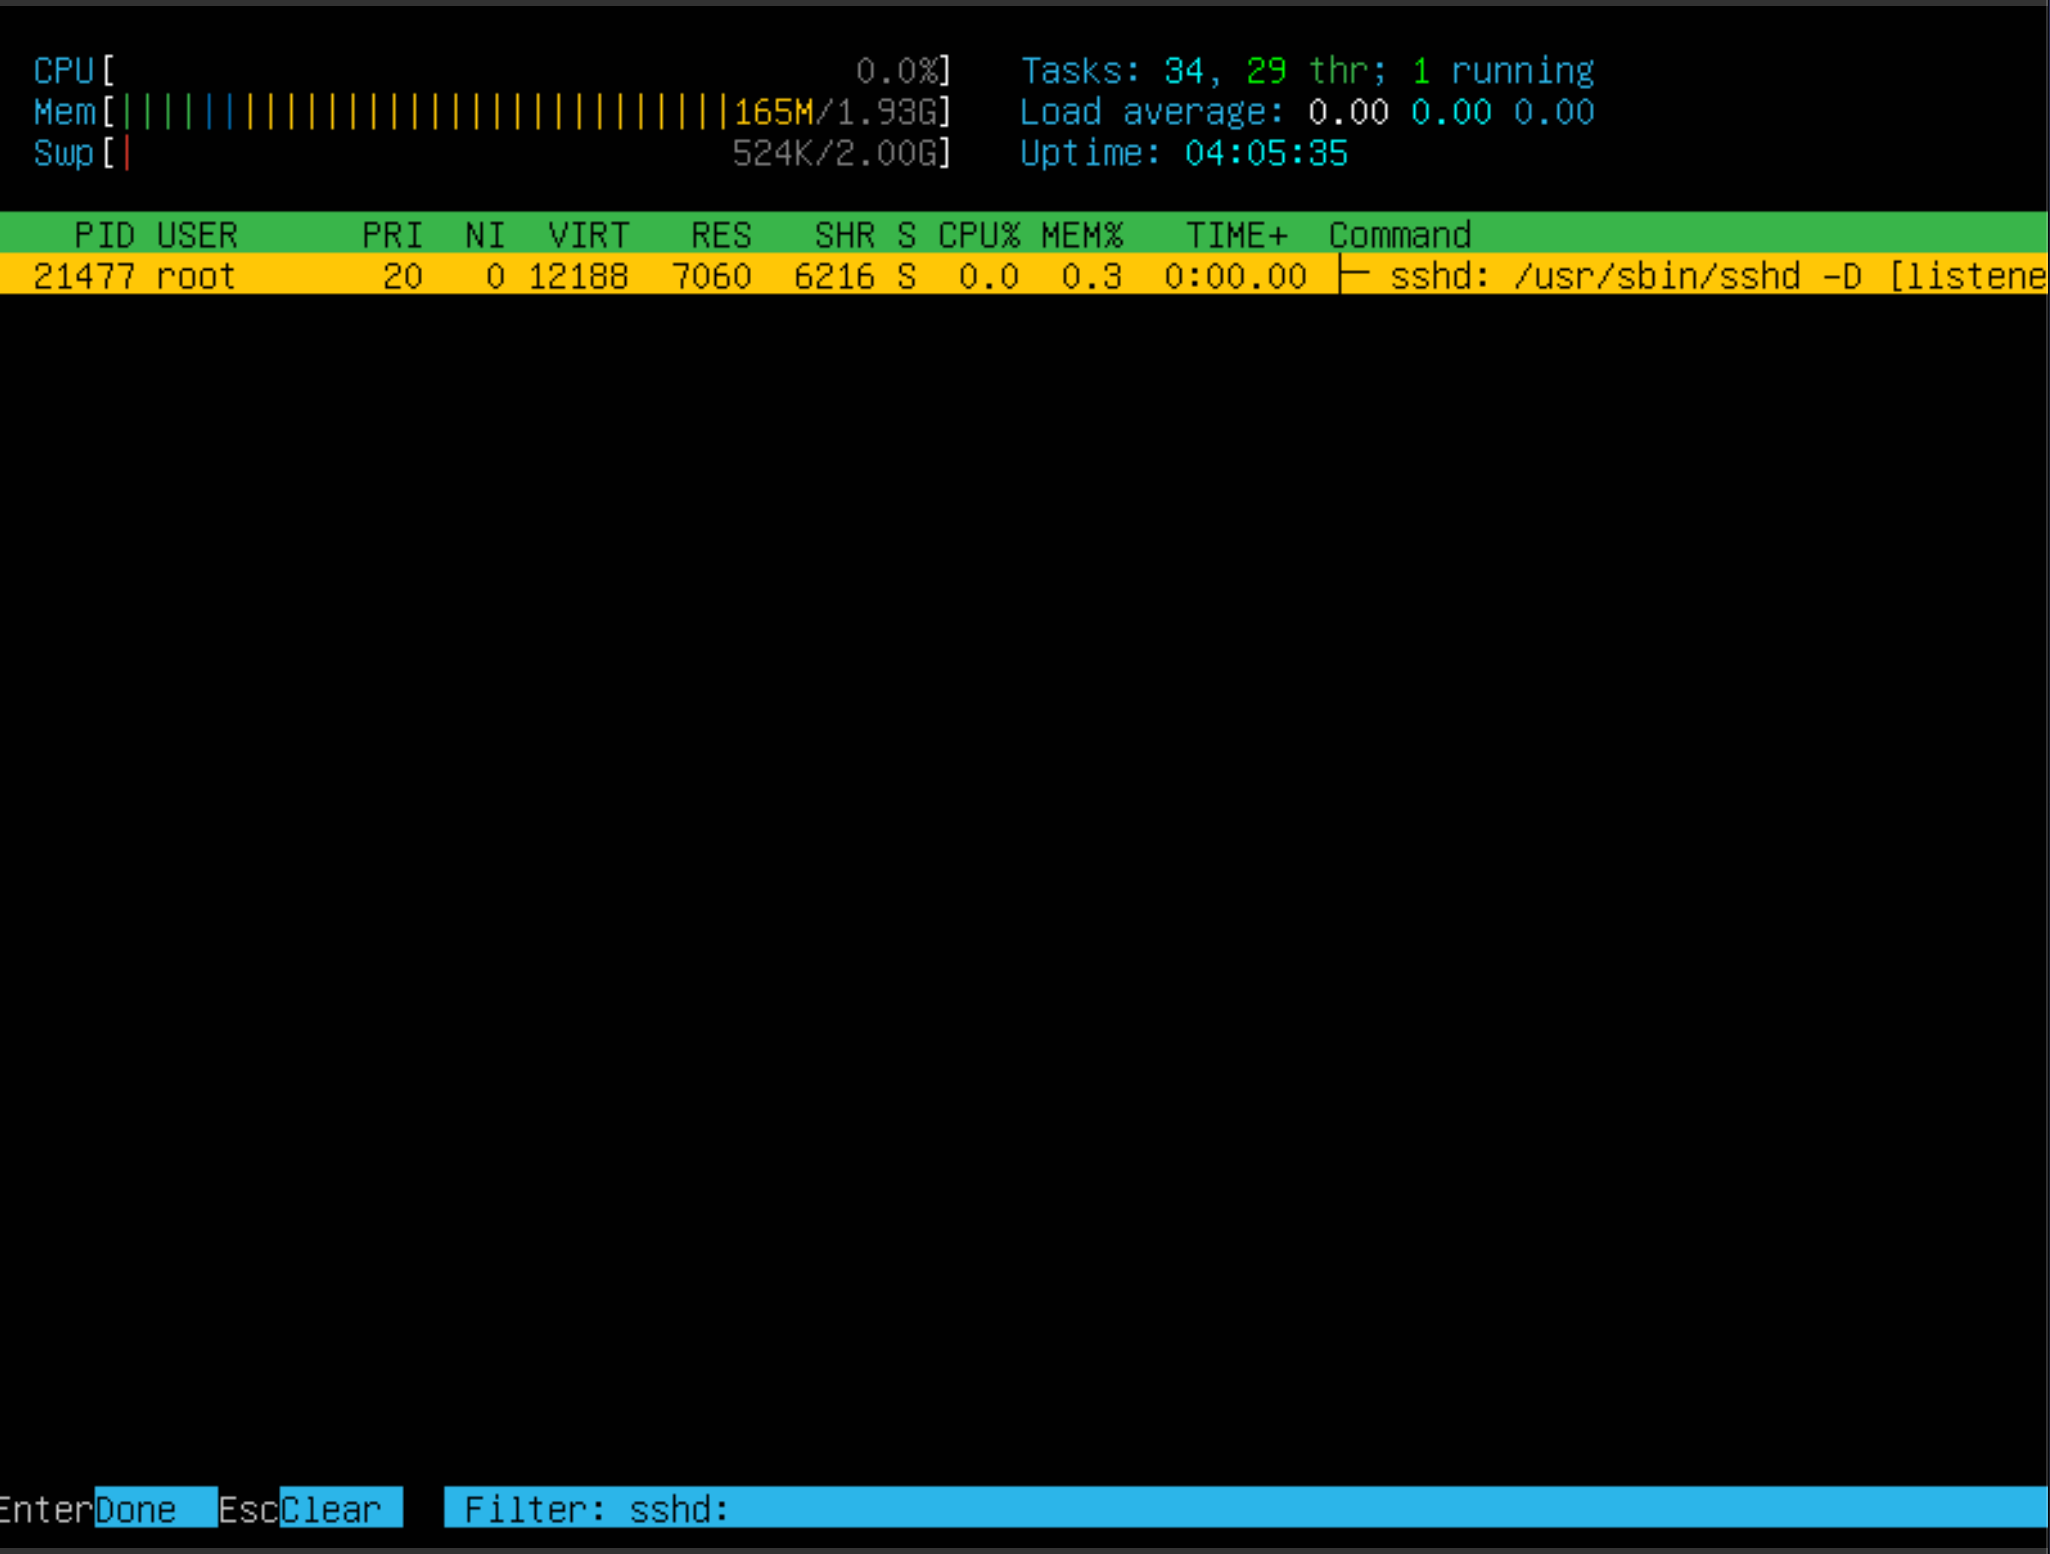 CPU[ 0.0%] Tasks: 34, 29 thr; 1 running
Mem[||||||||||||||||||||||||||||||165M/1.93G] Load average: 0.00 0.00 0.00
Swp[| 524K/2.00G] Uptime: 04:05:35
PID USER PRI NI VIRT RES SHR S CPU% MEM% TIME+ Command
21477 root 20 0 12188 7060 6216 S 0.0 0.3 0:00.00 ├─ sshd: /usr/sbin/sshd -D [listene
EnterDone EscClear Filter: sshd: